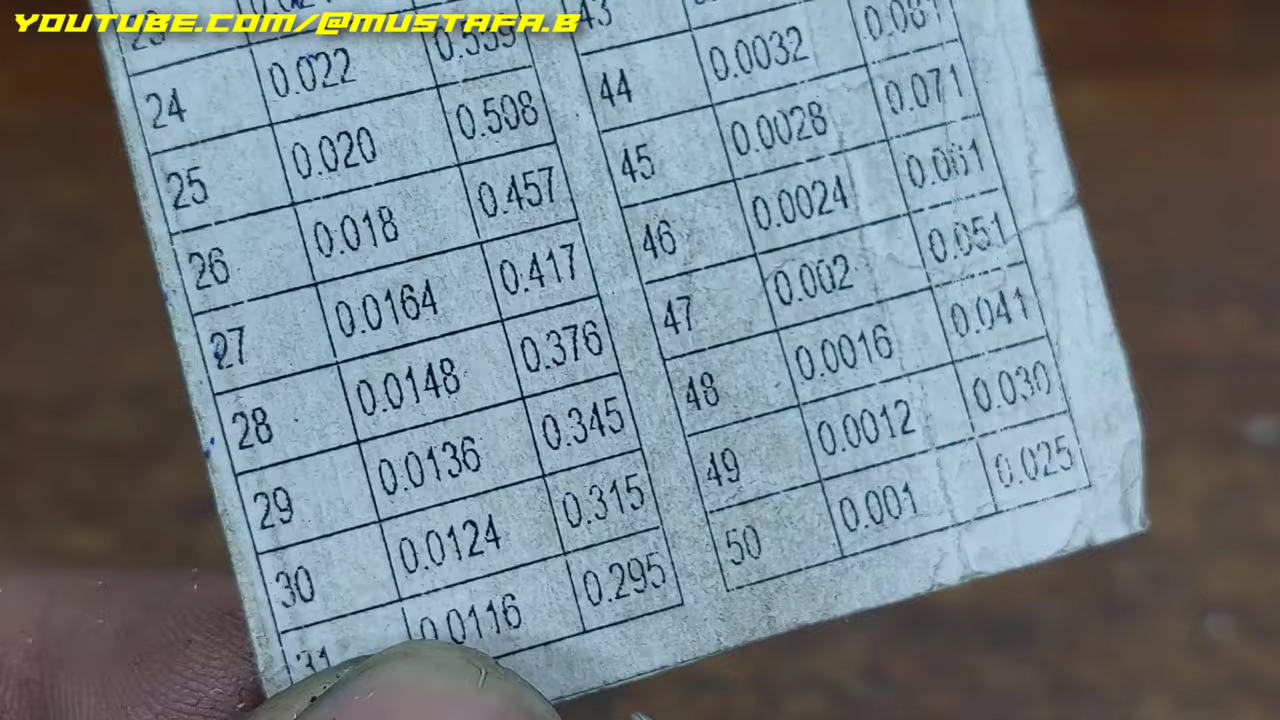 YOUTUBE.COM/@MUSTAFA.B
24 0.022 0.559
25 0.020 0.508
26 0.018 0.457
27 0.0164 0.417
28 0.0148 0.376
29 0.0136 0.345
30 0.0124 0.315
31 0.0116 0.295
43
44 0.0032 0.081
45 0.0028 0.071
46 0.0024 0.061
47 0.002 0.051
48 0.0016 0.041
49 0.0012 0.030
50 0.001 0.025